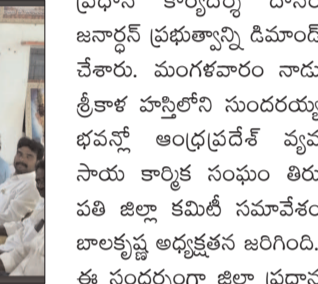 ప్రధాన కార్యదర్శి దాసరి
జనార్ధన్ ప్రభుత్వాన్ని డిమాండ్
చేశారు. మంగళవారం నాడు
శ్రీకాళ హస్తిలోని సుందరయ్య
భవన్లో ఆంధ్రప్రదేశ్ వ్యవ
సాయ కార్మిక సంఘం తిరు
పతి జిల్లా కమిటీ సమావేశం
బాలకృష్ణ అధ్యక్షతన జరిగింది.
ఈ సందర్భంగా జిల్లా ప్రధాన